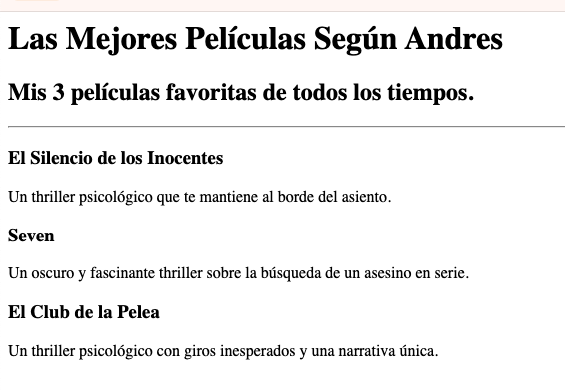 Las Mejores Películas Según Andres
Mis 3 películas favoritas de todos los tiempos.
El Silencio de los Inocentes
Un thriller psicológico que te mantiene al borde del asiento.
Seven
Un oscuro y fascinante thriller sobre la búsqueda de un asesino en serie.
El Club de la Pelea
Un thriller psicológico con giros inesperados y una narrativa única.